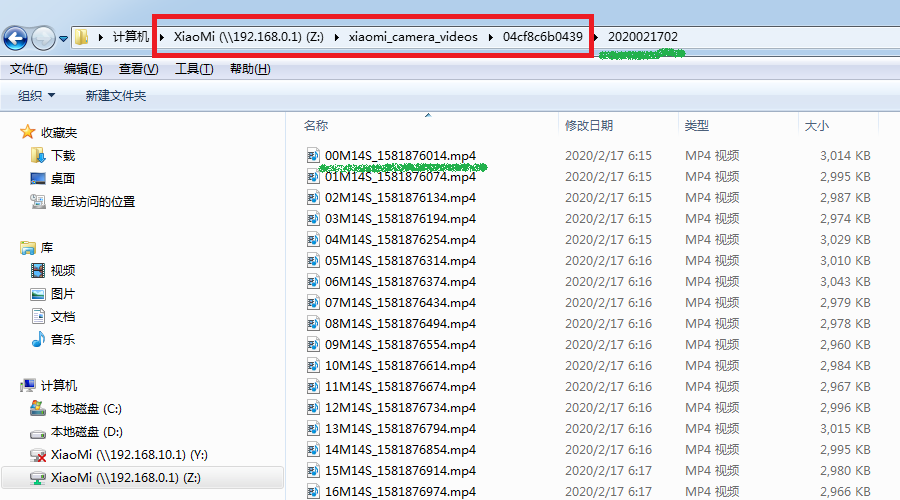 计算机 XiaoMi (\\192.168.0.1) (Z:) xiaomi_camera_videos 04cf8c6b0439 2020021702
文件(F) 编辑(E) 查看(V) 工具(T) 帮助(H)
组织 新建文件夹
收藏夹
下载
桌面
最近访问的位置
库
视频
图片
文档
音乐
计算机
本地磁盘 (C:)
本地磁盘 (D:)
XiaoMi (\\192.168.10.1) (Y:)
XiaoMi (\\192.168.0.1) (Z:)
名称 修改日期 类型 大小
00M14S_1581876014.mp4 2020/2/17 6:15 MP4 视频 3,014 KB
01M14S_1581876074.mp4 2020/2/17 6:15 MP4 视频 2,995 KB
02M14S_1581876134.mp4 2020/2/17 6:15 MP4 视频 2,987 KB
03M14S_1581876194.mp4 2020/2/17 6:15 MP4 视频 2,974 KB
04M14S_1581876254.mp4 2020/2/17 6:15 MP4 视频 3,029 KB
05M14S_1581876314.mp4 2020/2/17 6:16 MP4 视频 3,010 KB
06M14S_1581876374.mp4 2020/2/17 6:16 MP4 视频 3,043 KB
07M14S_1581876434.mp4 2020/2/17 6:16 MP4 视频 2,979 KB
08M14S_1581876494.mp4 2020/2/17 6:16 MP4 视频 2,978 KB
09M14S_1581876554.mp4 2020/2/17 6:16 MP4 视频 2,960 KB
10M14S_1581876614.mp4 2020/2/17 6:16 MP4 视频 2,984 KB
11M14S_1581876674.mp4 2020/2/17 6:16 MP4 视频 2,967 KB
12M14S_1581876734.mp4 2020/2/17 6:16 MP4 视频 2,996 KB
13M14S_1581876794.mp4 2020/2/17 6:16 MP4 视频 3,015 KB
14M14S_1581876854.mp4 2020/2/17 6:16 MP4 视频 2,995 KB
15M14S_1581876914.mp4 2020/2/17 6:17 MP4 视频 2,980 KB
16M14S_1581876974.mp4 2020/2/17 6:17 MP4 视频 2,966 KB